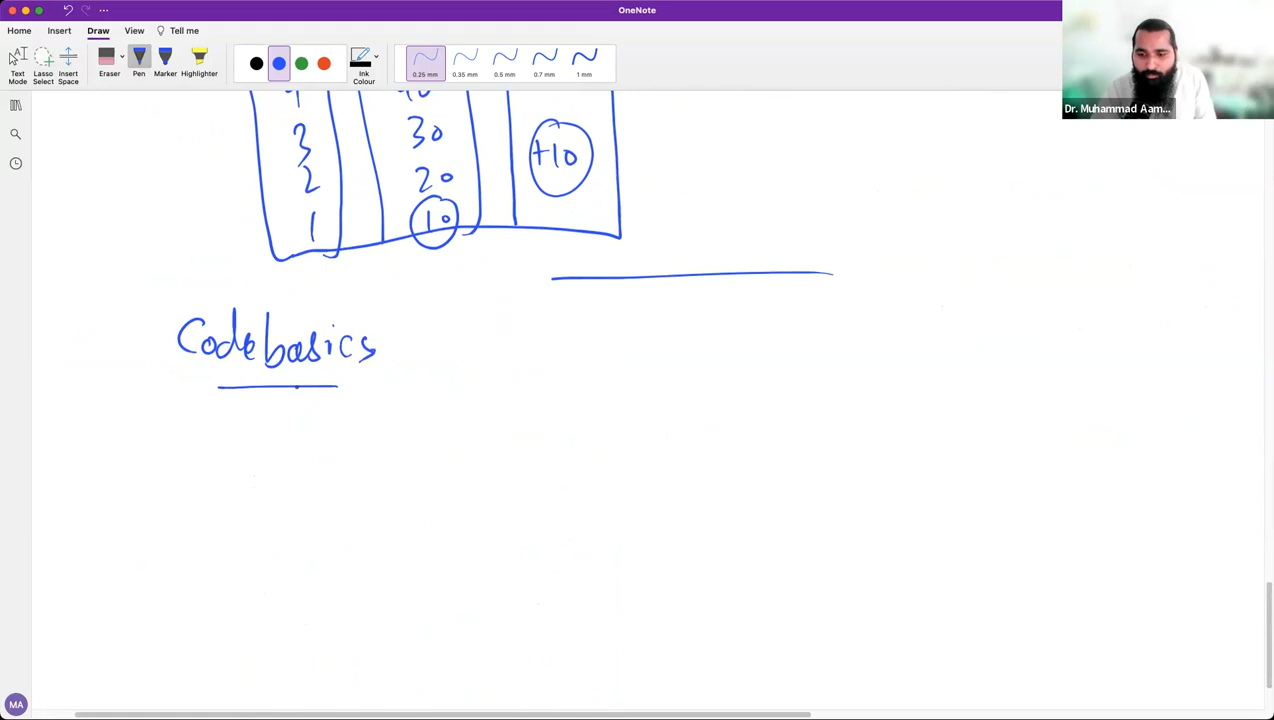 OneNote
Home Insert Draw View Tell me
Text Mode Lasso Select Insert Space Eraser Pen Marker Highlighter Ink Colour 0.25 mm 0.35 mm 0.5 mm 0.7 mm 1 mm
Dr. Muhammad Aam...
3 30 +10
2 20
1 10
Codebasics
MA